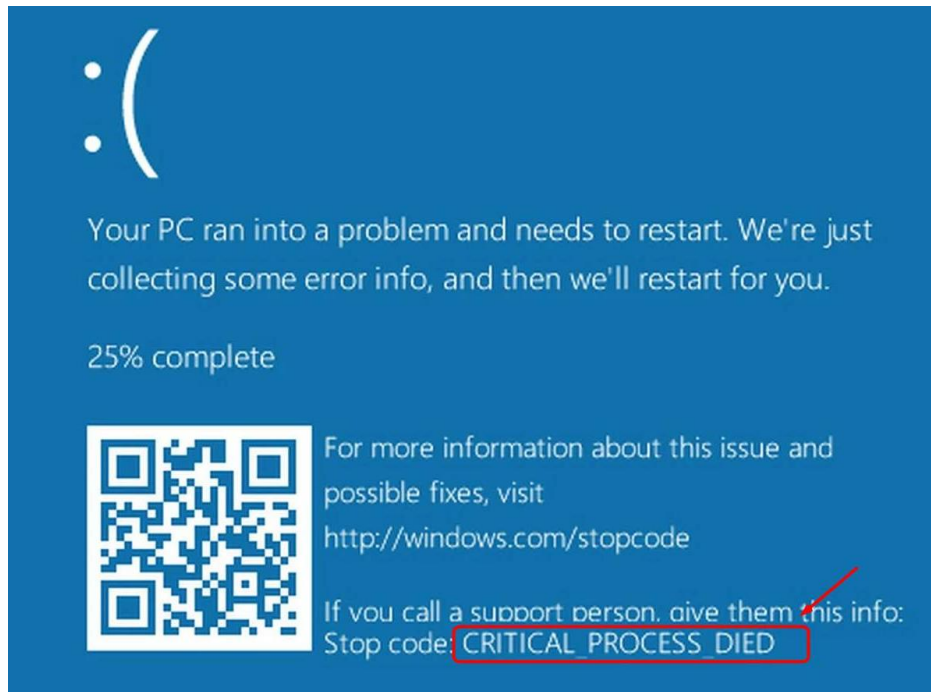 :(
Your PC ran into a problem and needs to restart. We're just
collecting some error info, and then we'll restart for you.
25% complete
For more information about this issue and
possible fixes, visit
http://windows.com/stopcode
If you call a support person, give them this info:
Stop code: CRITICAL_PROCESS_DIED